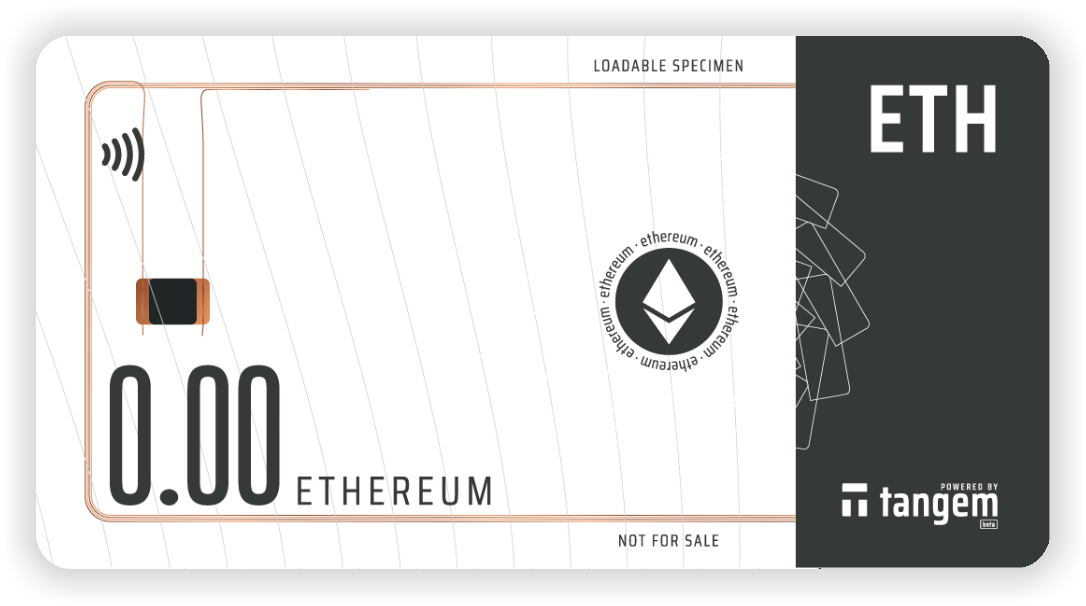 LOADABLE SPECIMEN
ETH
ethereum · ethereum · ethereum · ethereum · ethereum · ethereum · ethereum ·
0.00 ETHEREUM
POWERED BY
tangem
beta
NOT FOR SALE